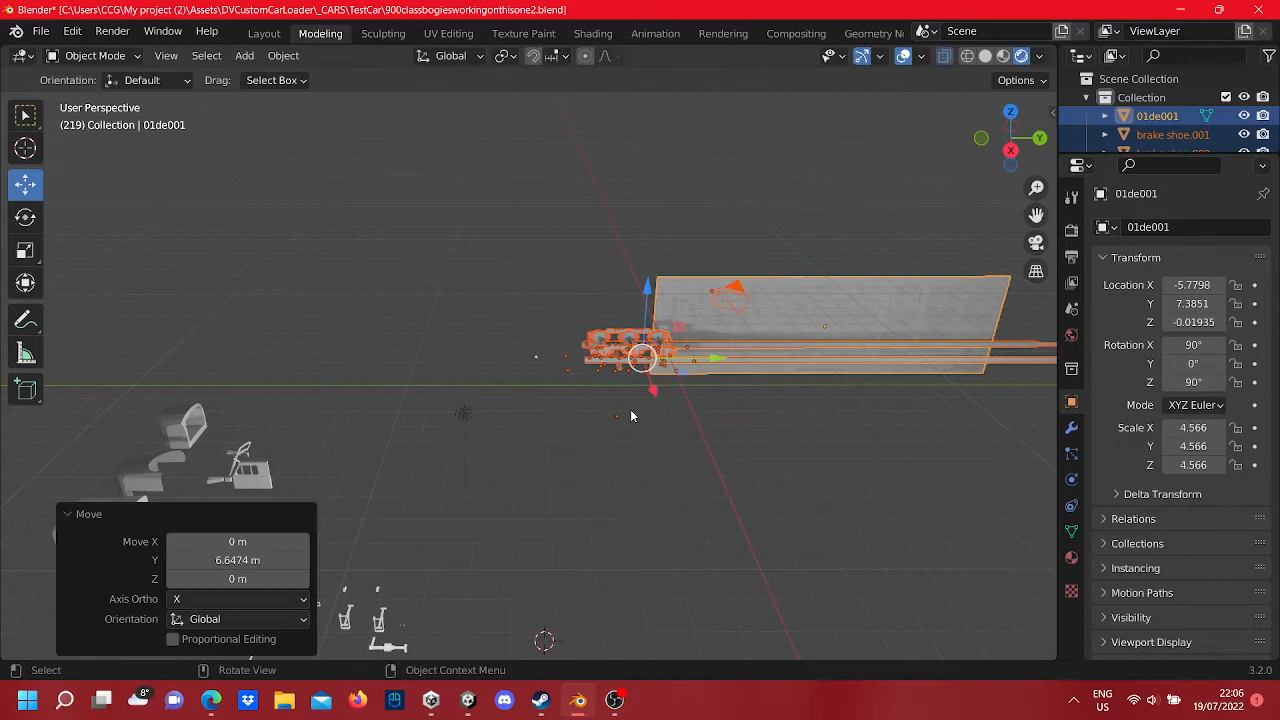 Blender* [C:\Users\CCG\My project (2)\Assets\DVCustomCarLoader\_CARS\TestCar\900classbogiesworkingonthisone2.blend]
File Edit Render Window Help Layout Modeling Sculpting UV Editing Texture Paint Shading Animation Rendering Compositing Geometry N Scene ViewLayer
Object Mode View Select Add Object Global
Orientation: Default Drag: Select Box Options
User Perspective
(219) Collection | 01de001
Z
Y
X
Scene Collection
Collection
01de001
brake shoe.001
01de001
01de001
Transform
Location X -5.7798
Y 7.3851
Z -0.01935
Rotation X 90°
Y 0°
Z 90°
Mode XYZ Euler
Scale X 4.566
Y 4.566
Z 4.566
Delta Transform
Relations
Collections
Instancing
Motion Paths
Visibility
Viewport Display
Move
Move X 0 m
Y 6.6474 m
Z 0 m
Axis Ortho X
Orientation Global
Proportional Editing
Select Rotate View Object Context Menu 3.2.0
8°
ENG
UG
22:06
19/07/2022
1